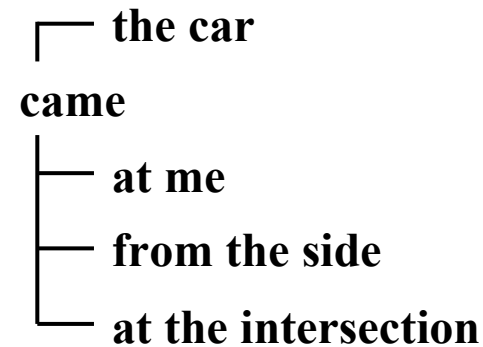 the car
came
at me
from the side
at the intersection